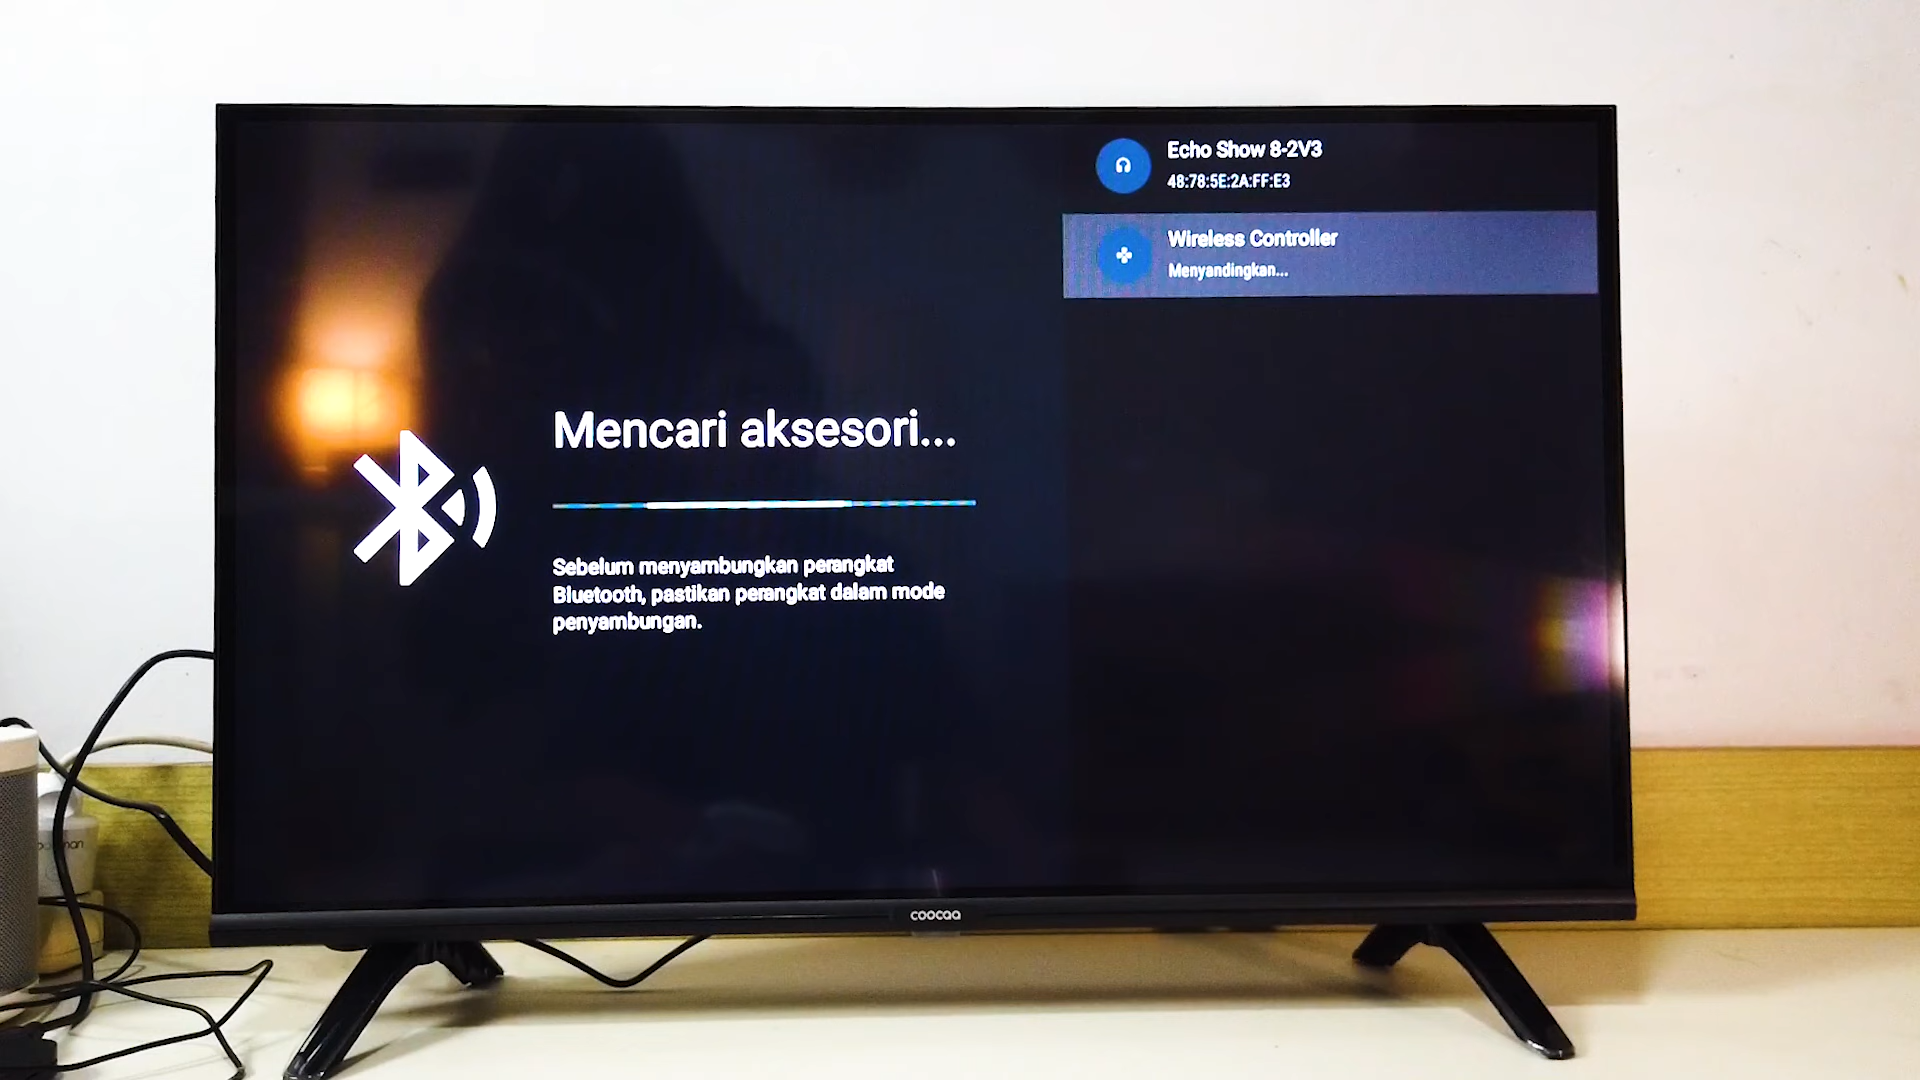 Echo Show 8-2V3
48:78:5E:2A:FF:E3
Wireless Controller
Menyandingkan...
Mencari aksesori...
Sebelum menyambungkan perangkat
Bluetooth, pastikan perangkat dalam mode
penyambungan.
coocaa